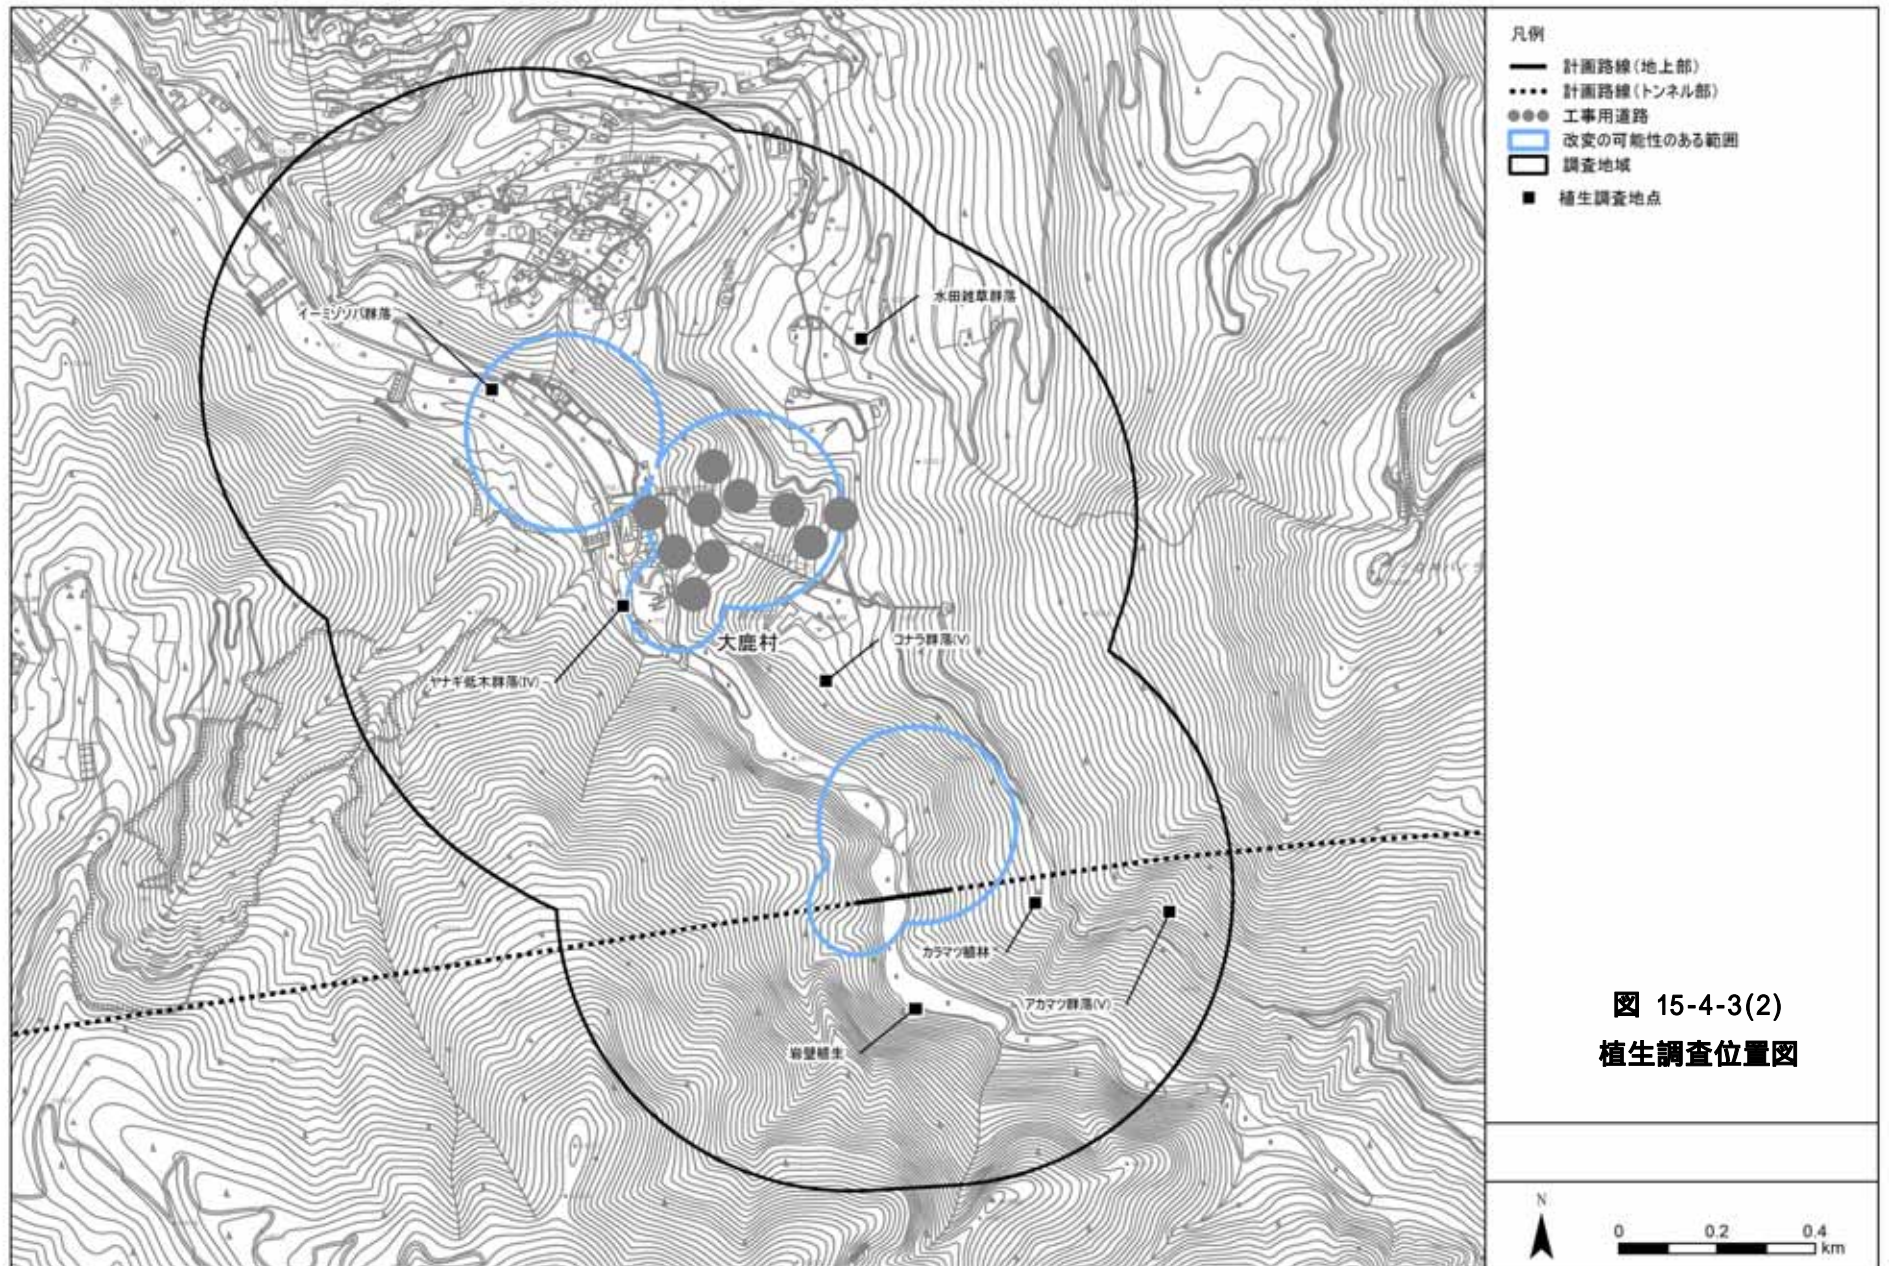 凡例
計画路線(地上部)
計画路線(トンネル部)
工事用道路
改変の可能性のある範囲
調査地域
植生調査地点
水田雑草群落
イーミゾソバ群落
大鹿村
コナラ群落(V)
ヤナギ低木群落(IV)
カラマツ植林
アカマツ群落(V)
岩壁植生
図 15-4-3(2)
植生調査位置図
N
0 0.2 0.4
km